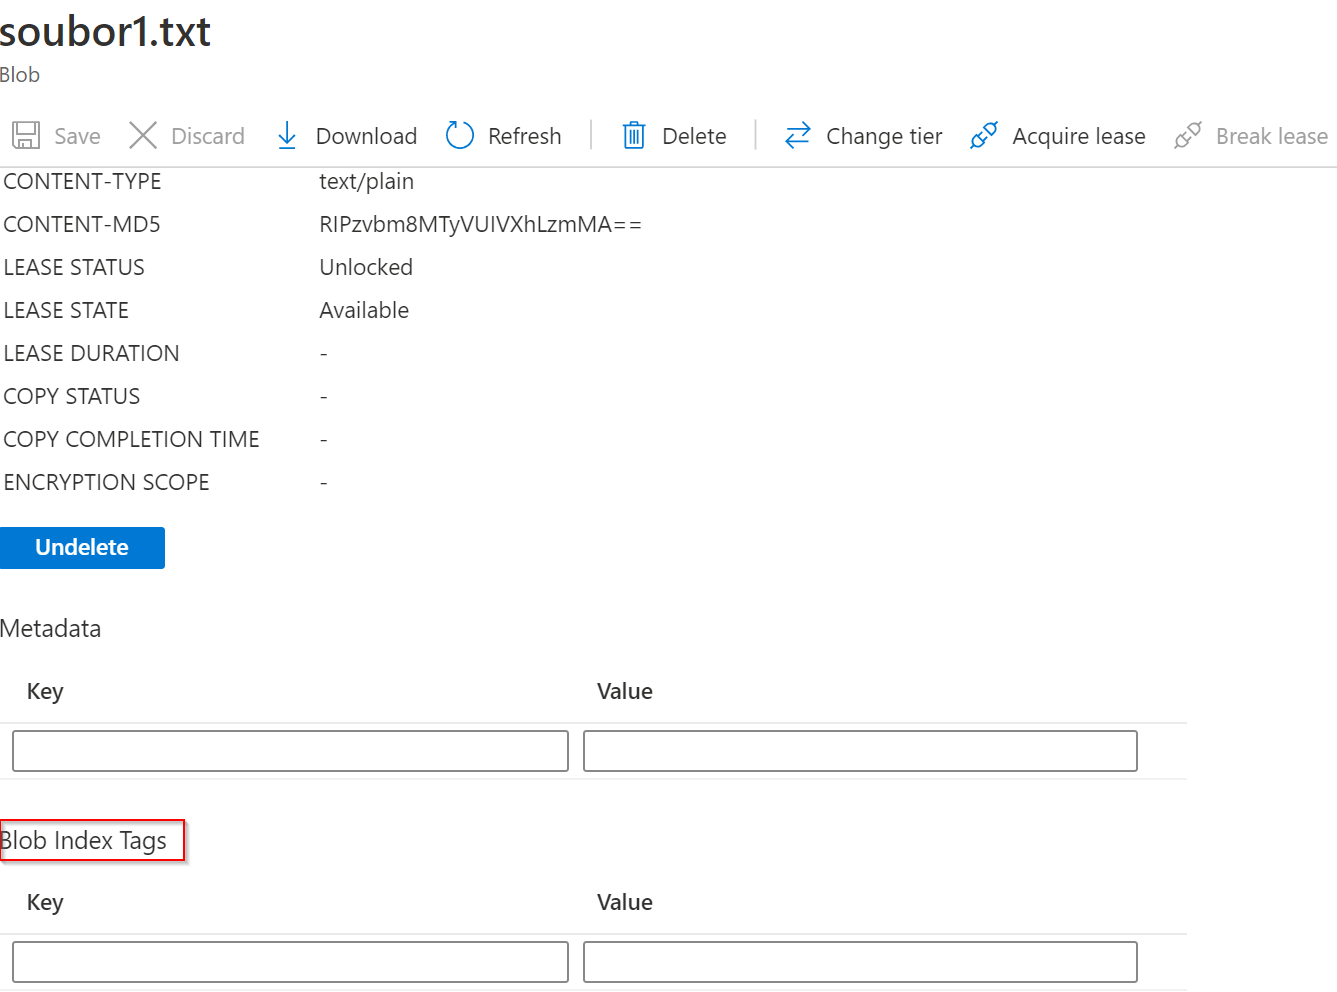 soubor1.txt
Blob
Save Discard Download Refresh Delete Change tier Acquire lease Break lease
CONTENT-TYPE text/plain
CONTENT-MD5 RIPzvbm8MTyVUIVXhLzmMA==
LEASE STATUS Unlocked
LEASE STATE Available
LEASE DURATION -
COPY STATUS -
COPY COMPLETION TIME -
ENCRYPTION SCOPE -
Undelete
Metadata
Key Value
Blob Index Tags
Key Value